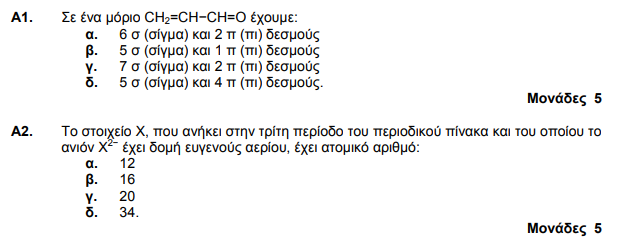 Α1. Σε ένα μόριο CH₂=CH−CH=O έχουμε:
α. 6 σ (σίγμα) και 2 π (πι) δεσμούς
β. 5 σ (σίγμα) και 1 π (πι) δεσμούς
γ. 7 σ (σίγμα) και 2 π (πι) δεσμούς
δ. 5 σ (σίγμα) και 4 π (πι) δεσμούς.
Μονάδες 5
Α2. Το στοιχείο Χ, που ανήκει στην τρίτη περίοδο του περιοδικού πίνακα και του οποίου το
ανιόν Χ²⁻ έχει δομή ευγενούς αερίου, έχει ατομικό αριθμό:
α. 12
β. 16
γ. 20
δ. 34.
Μονάδες 5